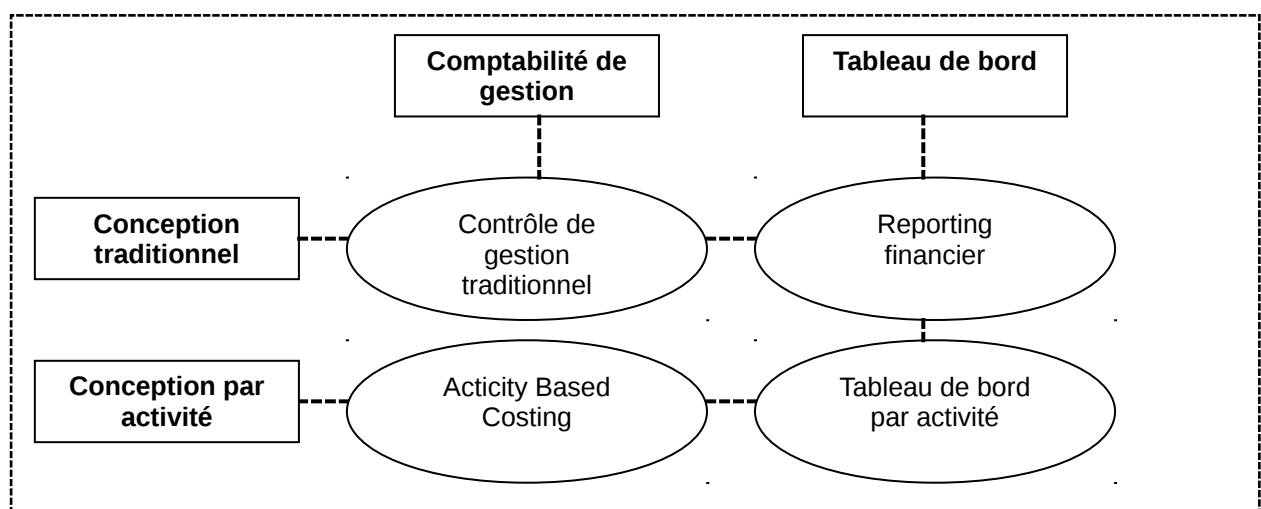 Comptabilité de
gestion
Tableau de bord
Conception
traditionnel
Contrôle de
gestion
traditionnel
Reporting
financier
Conception par
activité
Acticity Based
Costing
Tableau de bord
par activité